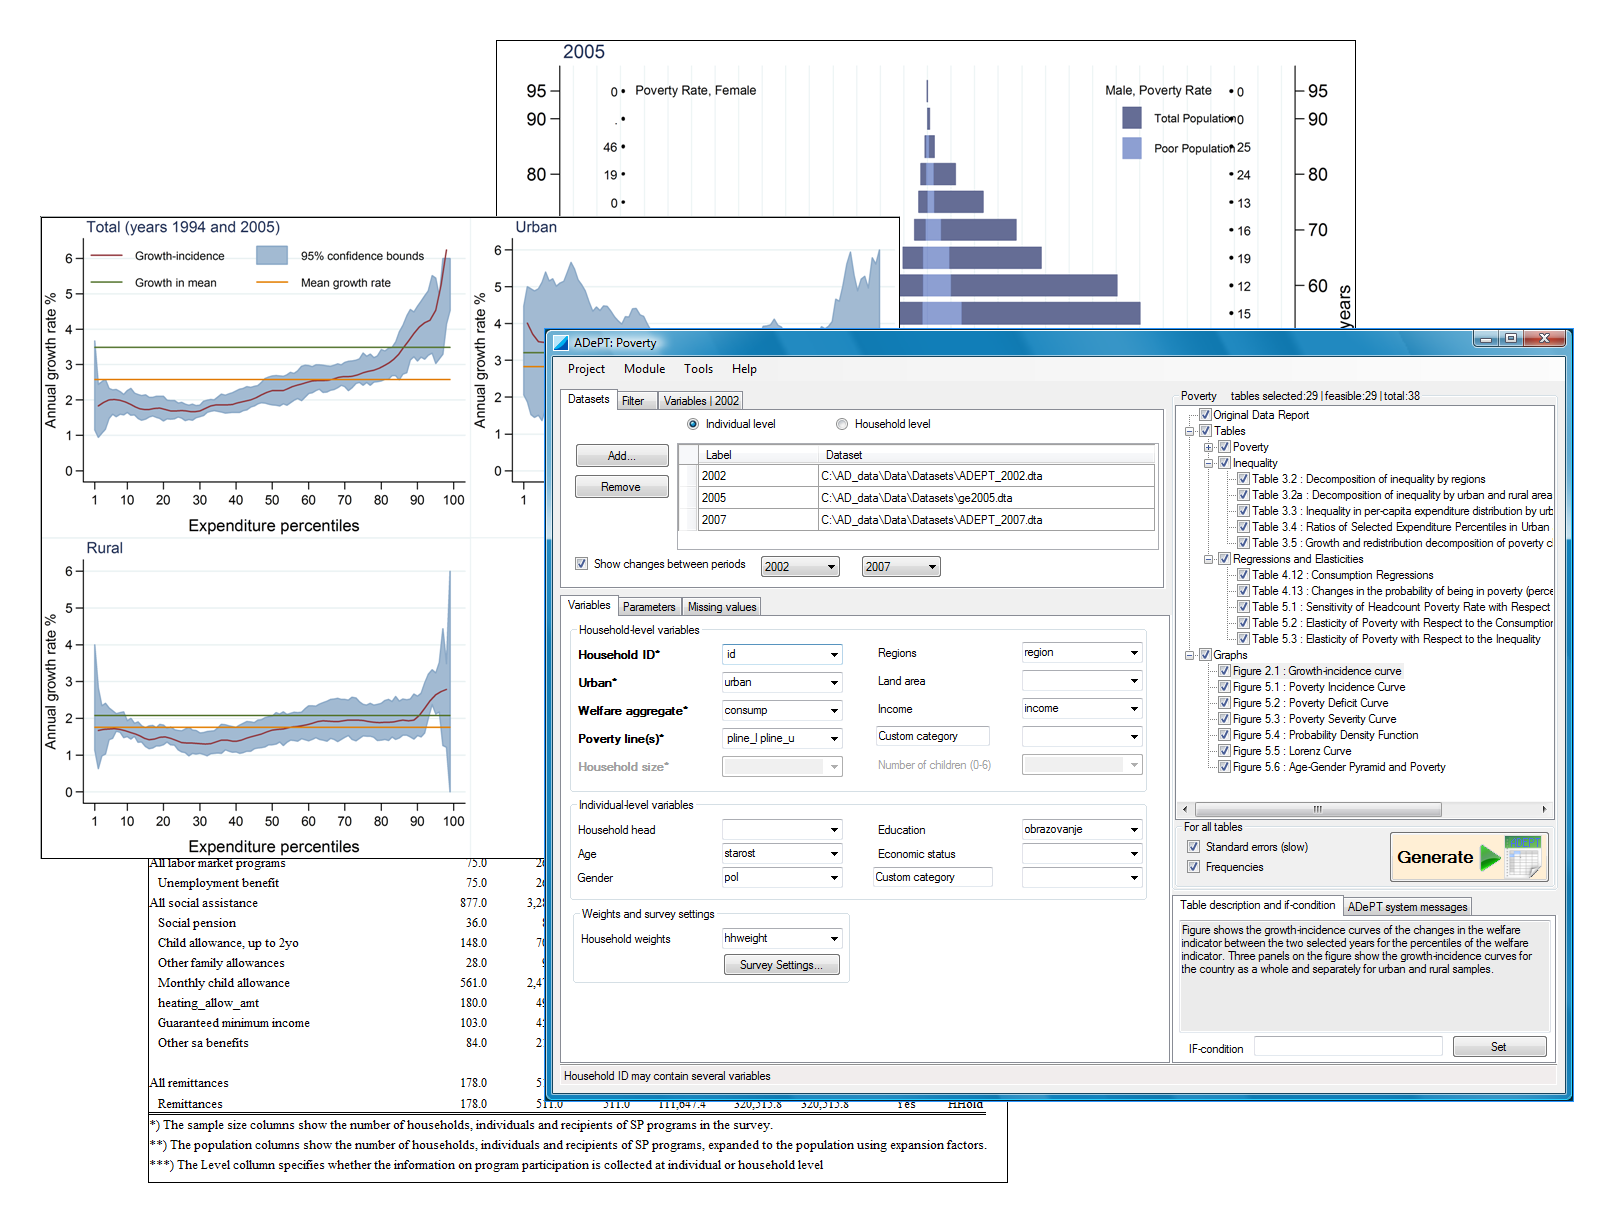 2005
95
90
80
0
.
46
19
0
Poverty Rate, Female
Male, Poverty Rate
Total Population
Poor Population
0
0
25
24
13
16
19
12
15
95
90
80
70
60
years
Total (years 1994 and 2005)
Growth-incidence
95% confidence bounds
Growth in mean
Mean growth rate
Annual growth rate %
6
5
4
3
2
1
0
1 10 20 30 40 50 60 70 80 90 100
Expenditure percentiles
Urban
Annual growth rate %
6
5
4
3
2
1
0
1
Rural
Annual growth rate %
6
5
4
3
2
1
0
1 10 20 30 40 50 60 70 80 90 100
Expenditure percentiles
ADePT: Poverty
Project Module Tools Help
Datasets Filter Variables | 2002
Individual level Household level
Add...
Remove
Label Dataset
2002 C:\AD_data\Data\Datasets\ADEPT_2002.dta
2005 C:\AD_data\Data\Datasets\ge2005.dta
2007 C:\AD_data\Data\Datasets\ADEPT_2007.dta
Show changes between periods 2002 2007
Variables Parameters Missing values
Household-level variables
Household ID* id Regions region
Urban* urban Land area
Welfare aggregate* consump Income income
Poverty line(s)* pline_l pline_u Custom category
Household size* Number of children (0-6)
Individual-level variables
Household head Education obrazovanje
Age starost Economic status
Gender pol Custom category
Weights and survey settings
Household weights hhweight
Survey Settings...
Household ID may contain several variables
Poverty tables selected:29 | feasible:29 | total:38
Original Data Report
Tables
Poverty
Inequality
Table 3.2 : Decomposition of inequality by regions
Table 3.2a : Decomposition of inequality by urban and rural area
Table 3.3 : Inequality in per-capita expenditure distribution by urb
Table 3.4 : Ratios of Selected Expenditure Percentiles in Urban
Table 3.5 : Growth and redistribution decomposition of poverty c
Regressions and Elasticities
Table 4.12 : Consumption Regressions
Table 4.13 : Changes in the probability of being in poverty (perce
Table 5.1 : Sensitivity of Headcount Poverty Rate with Respect
Table 5.2 : Elasticity of Poverty with Respect to the Consumption
Table 5.3 : Elasticity of Poverty with Respect to the Inequality
Graphs
Figure 2.1 : Growth-incidence curve
Figure 5.1 : Poverty Incidence Curve
Figure 5.2 : Poverty Deficit Curve
Figure 5.3 : Poverty Severity Curve
Figure 5.4 : Probability Density Function
Figure 5.5 : Lorenz Curve
Figure 5.6 : Age-Gender Pyramid and Poverty
For all tables
Standard errors (slow)
Frequencies
Generate
ADePT
Table description and if-condition ADePT system messages
Figure shows the growth-incidence curves of the changes in the welfare
indicator between the two selected years for the percentiles of the welfare
indicator. Three panels on the figure show the growth-incidence curves for
the country as a whole and separately for urban and rural samples.
IF-condition Set
All labor market programs 75.0
Unemployment benefit 75.0
All social assistance 877.0
Social pension 36.0
Child allowance, up to 2yo 148.0
Other family allowances 28.0
Monthly child allowance 561.0
heating_allow_amt 180.0
Guaranteed minimum income 103.0
Other sa benefits 84.0
All remittances 178.0
Remittances 178.0 511.0 511.0 111,647.4 320,515.8 320,515.8 Yes HHold
*) The sample size columns show the number of households, individuals and recipients of SP programs in the survey.
**) The population columns show the number of households, individuals and recipients of SP programs, expanded to the population using expansion factors.
***) The Level collumn specifies whether the information on program participation is collected at individual or household level